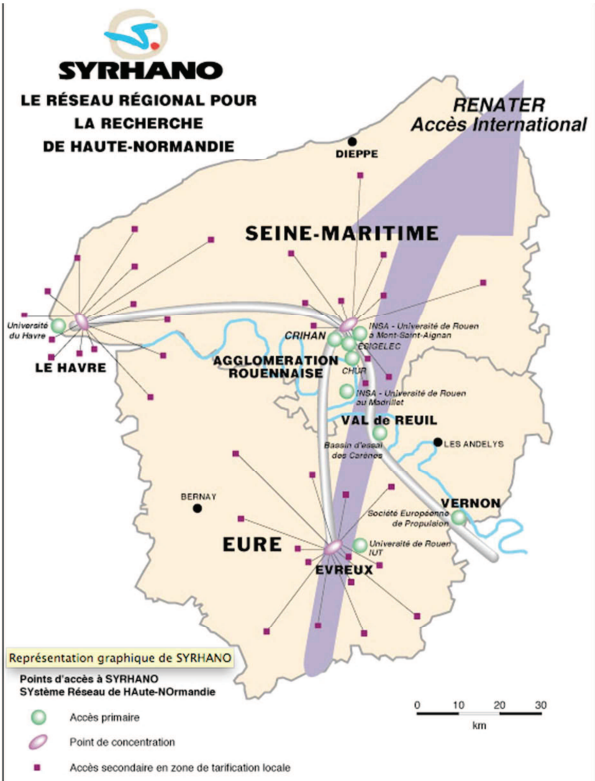 SYRHANO
LE RÉSEAU RÉGIONAL POUR
LA RECHERCHE
DE HAUTE-NORMANDIE
RENATER
Accès International
DIEPPE
SEINE-MARITIME
Université
du Havre
LE HAVRE
CRIHAN
INSA - Université de Rouen
à Mont-Saint-Aignan
ESIGELEC
AGGLOMERATION
ROUENNAISE
CHUR
INSA - Université de Rouen
au Madrillet
VAL de REUIL
Bassin d'essai
des Carènes
LES ANDELYS
BERNAY
VERNON
Société Européenne
de Propulsion
EURE
Université de Rouen
IUT
EVREUX
Représentation graphique de SYRHANO
Points d'accès à SYRHANO
SYstème Réseau de HAute-NOrmandie
Accès primaire
Point de concentration
Accès secondaire en zone de tarification locale
0 10 20 30
km